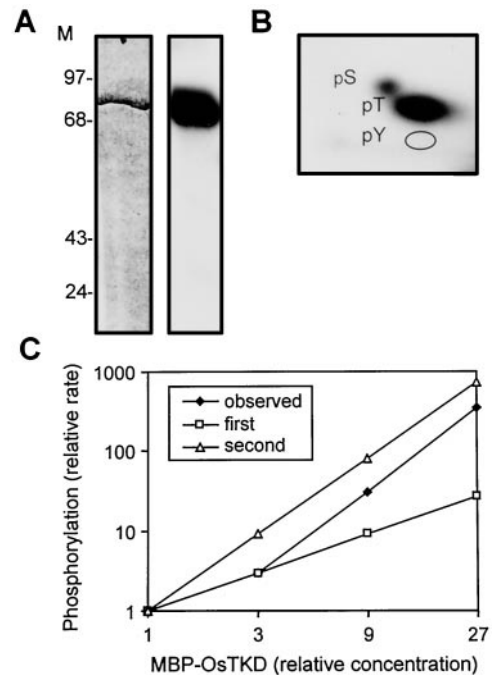 A
M
97-
68-
43-
24-
B
pS
pT
pY
C
Phosphorylation (relative rate)
1000
100
10
1
observed
first
second
1 3 9 27
MBP-OsTKD (relative concentration)